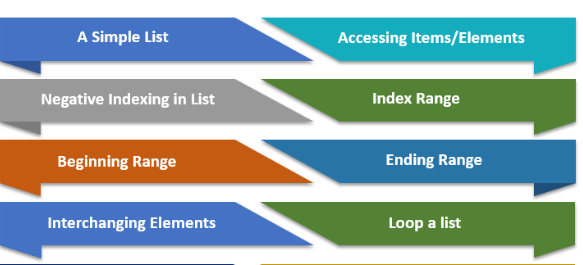 A Simple List
Accessing Items/Elements
Negative Indexing in List
Index Range
Beginning Range
Ending Range
Interchanging Elements
Loop a list